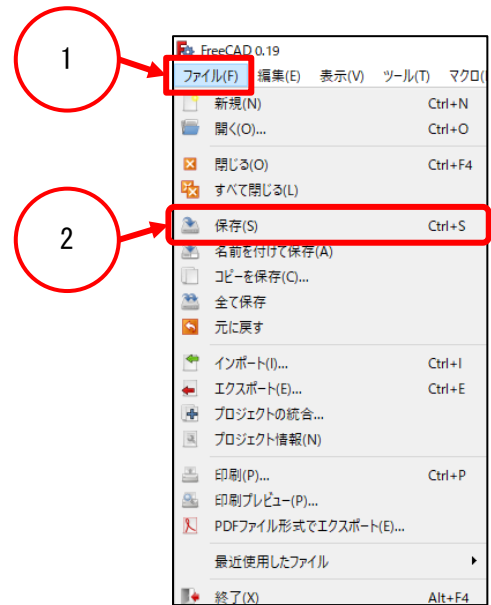 1
FreeCAD 0.19
ファイル(F) 編集(E) 表示(V) ツール(T) マクロ(
新規(N) Ctrl+N
開く(O)... Ctrl+O
閉じる(O) Ctrl+F4
すべて閉じる(L)
2
保存(S) Ctrl+S
名前を付けて保存(A)
コピーを保存(C)...
全て保存
元に戻す
インポート(I)... Ctrl+I
エクスポート(E)... Ctrl+E
プロジェクトの統合...
プロジェクト情報(N)
印刷(P)... Ctrl+P
印刷プレビュー(P)...
PDFファイル形式でエクスポート(E)...
最近使用したファイル
終了(X) Alt+F4